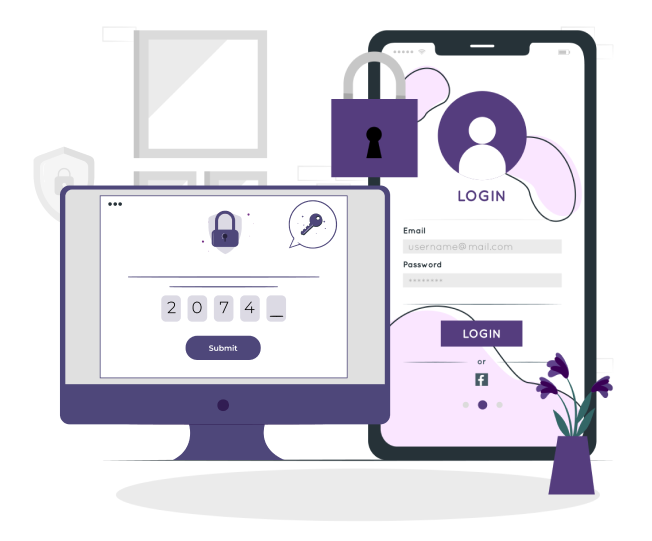 2 0 7 4 _
Submit
LOGIN
Email
username@mail.com
Password
********
LOGIN
or